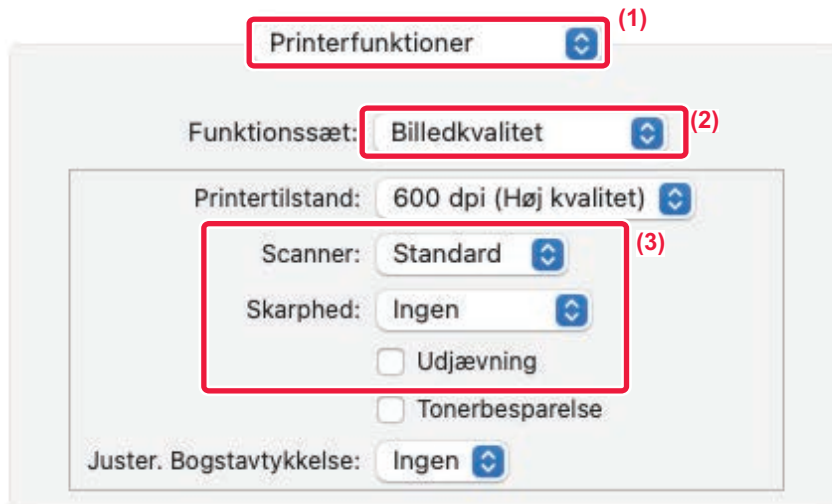 Printerfunktioner (1)
Funktionssæt: Billedkvalitet (2)
Printertilstand: 600 dpi (Høj kvalitet)
Scanner: Standard (3)
Skarphed: Ingen
Udjævning
Tonerbesparelse
Juster. Bogstavtykkelse: Ingen